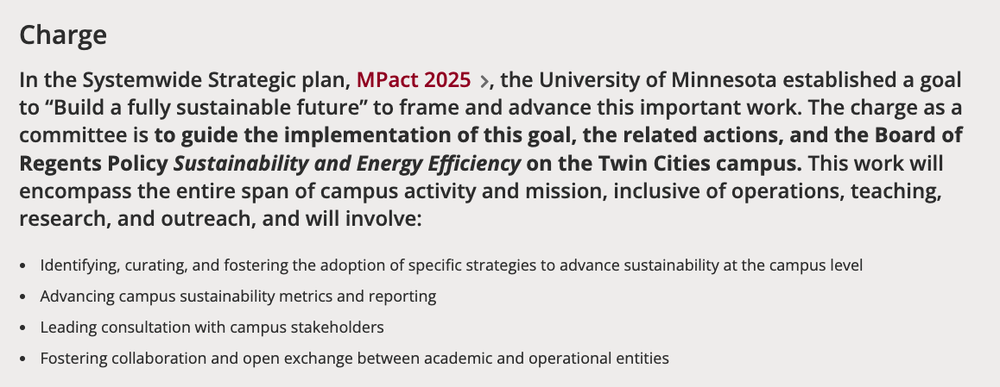 Charge
In the Systemwide Strategic plan, MPact 2025 >, the University of Minnesota established a goal
to “Build a fully sustainable future” to frame and advance this important work. The charge as a
committee is to guide the implementation of this goal, the related actions, and the Board of
Regents Policy Sustainability and Energy Efficiency on the Twin Cities campus. This work will
encompass the entire span of campus activity and mission, inclusive of operations, teaching,
research, and outreach, and will involve:
• Identifying, curating, and fostering the adoption of specific strategies to advance sustainability at the campus level
• Advancing campus sustainability metrics and reporting
• Leading consultation with campus stakeholders
• Fostering collaboration and open exchange between academic and operational entities